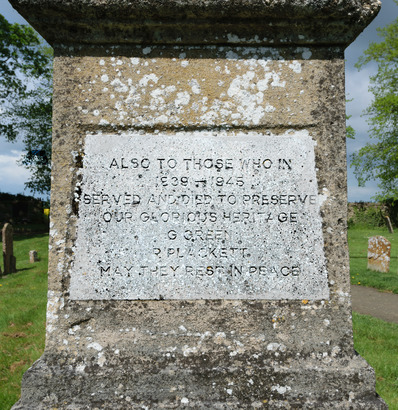 ALSO TO THOSE WHO IN
1939 - 1945
SERVED AND DIED TO PRESERVE
OUR GLORIOUS HERITAGE
G GREEN
R PLACKETT
MAY THEY REST IN PEACE